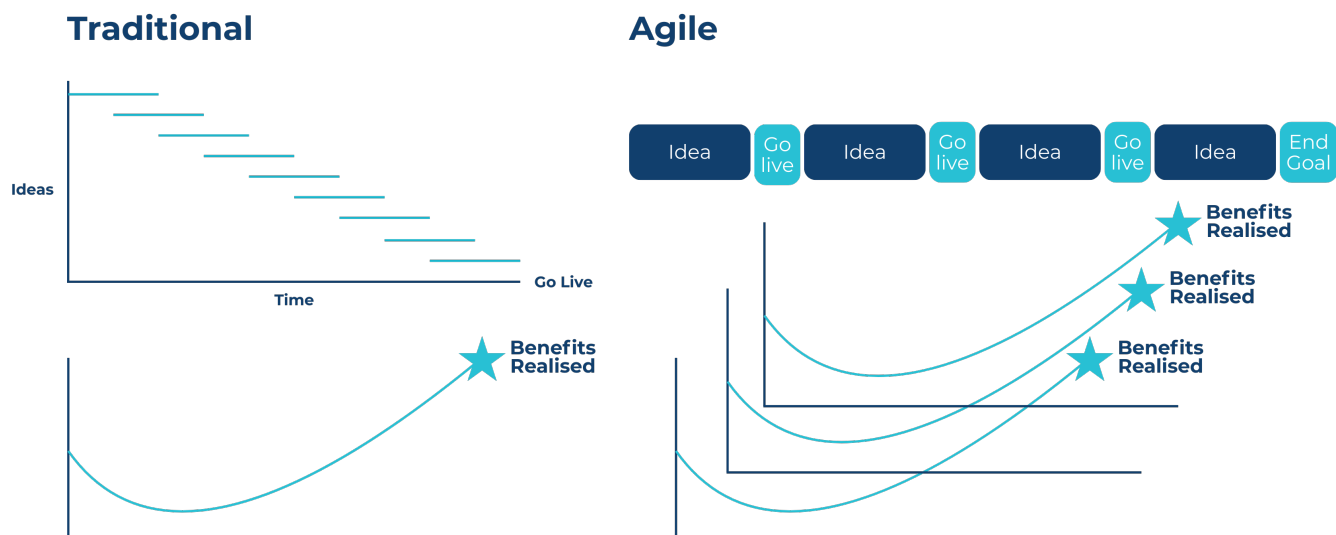 Traditional
Ideas
Time
Go Live
Benefits
Realised
Agile
Idea
Go
live
Idea
Go
live
Idea
Go
live
Idea
End
Goal
Benefits
Realised
Benefits
Realised
Benefits
Realised